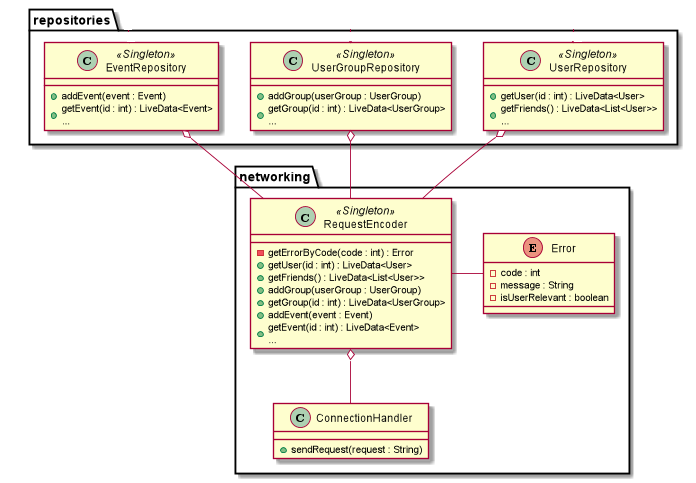 repositories
C
«Singleton»
EventRepository
addEvent(event : Event)
getEvent(id : int) : LiveData<Event>
...
C
«Singleton»
UserGroupRepository
addGroup(userGroup : UserGroup)
getGroup(id : int) : LiveData<UserGroup>
...
C
«Singleton»
UserRepository
getUser(id : int) : LiveData<User>
getFriends() : LiveData<List<User>>
...
networking
C
«Singleton»
RequestEncoder
getErrorByCode(code : int) : Error
getUser(id : int) : LiveData<User>
getFriends() : LiveData<List<User>>
addGroup(userGroup : UserGroup)
getGroup(id : int) : LiveData<UserGroup>
addEvent(event : Event)
getEvent(id : int) : LiveData<Event>
...
E
Error
code : int
message : String
isUserRelevant : boolean
C
ConnectionHandler
sendRequest(request : String)